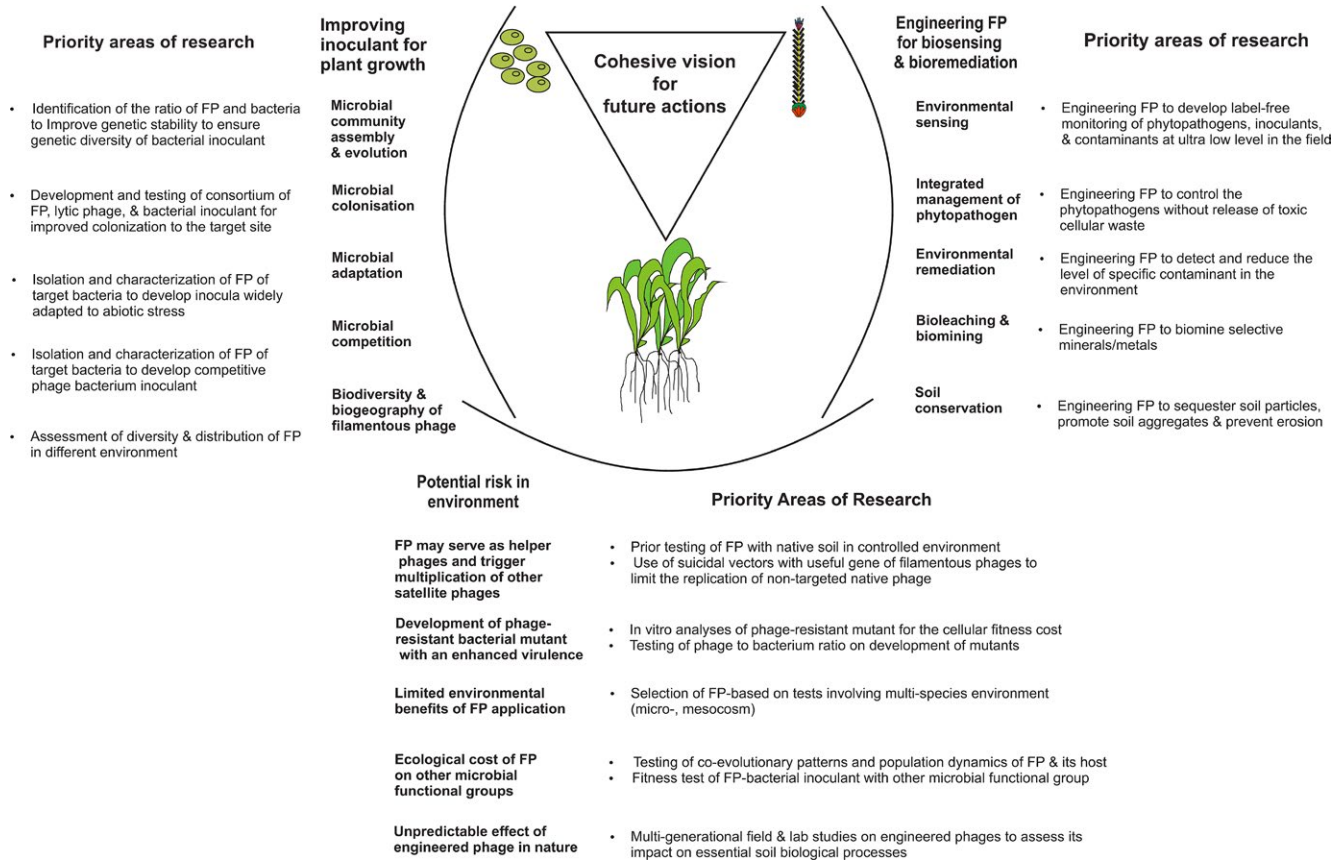 Priority areas of research
Improving
inoculant for
plant growth
• Identification of the ratio of FP and bacteria
to Improve genetic stability to ensure
genetic diversity of bacterial inoculant
Microbial
community
assembly
& evolution
• Development and testing of consortium of
FP, lytic phage, & bacterial inoculant for
improved colonization to the target site
Microbial
colonisation
• Isolation and characterization of FP of
target bacteria to develop inocula widely
adapted to abiotic stress
Microbial
adaptation
• Isolation and characterization of FP of
target bacteria to develop competitive
phage bacterium inoculant
Microbial
competition
• Assessment of diversity & distribution of FP
in different environment
Biodiversity &
biogeography of
filamentous phage
Cohesive vision
for
future actions
Engineering FP
for biosensing
& bioremediation
Priority areas of research
Environmental
sensing
• Engineering FP to develop label-free
monitoring of phytopathogens, inoculants,
& contaminants at ultra low level in the field
Integrated
management of
phytopathogen
• Engineering FP to control the
phytopathogens without release of toxic
cellular waste
Environmental
remediation
• Engineering FP to detect and reduce the
level of specific contaminant in the
environment
Bioleaching &
biomining
• Engineering FP to biomine selective
minerals/metals
Soil
conservation
• Engineering FP to sequester soil particles,
promote soil aggregates & prevent erosion
Potential risk in
environment
Priority Areas of Research
FP may serve as helper
phages and trigger
multiplication of other
satellite phages
• Prior testing of FP with native soil in controlled environment
• Use of suicidal vectors with useful gene of filamentous phages to
limit the replication of non-targeted native phage
Development of phage-
resistant bacterial mutant
with an enhanced virulence
• In vitro analyses of phage-resistant mutant for the cellular fitness cost
• Testing of phage to bacterium ratio on development of mutants
Limited environmental
benefits of FP application
• Selection of FP-based on tests involving multi-species environment
(micro-, mesocosm)
Ecological cost of FP
on other microbial
functional groups
• Testing of co-evolutionary patterns and population dynamics of FP & its host
• Fitness test of FP-bacterial inoculant with other microbial functional group
Unpredictable effect of
engineered phage in nature
• Multi-generational field & lab studies on engineered phages to assess its
impact on essential soil biological processes